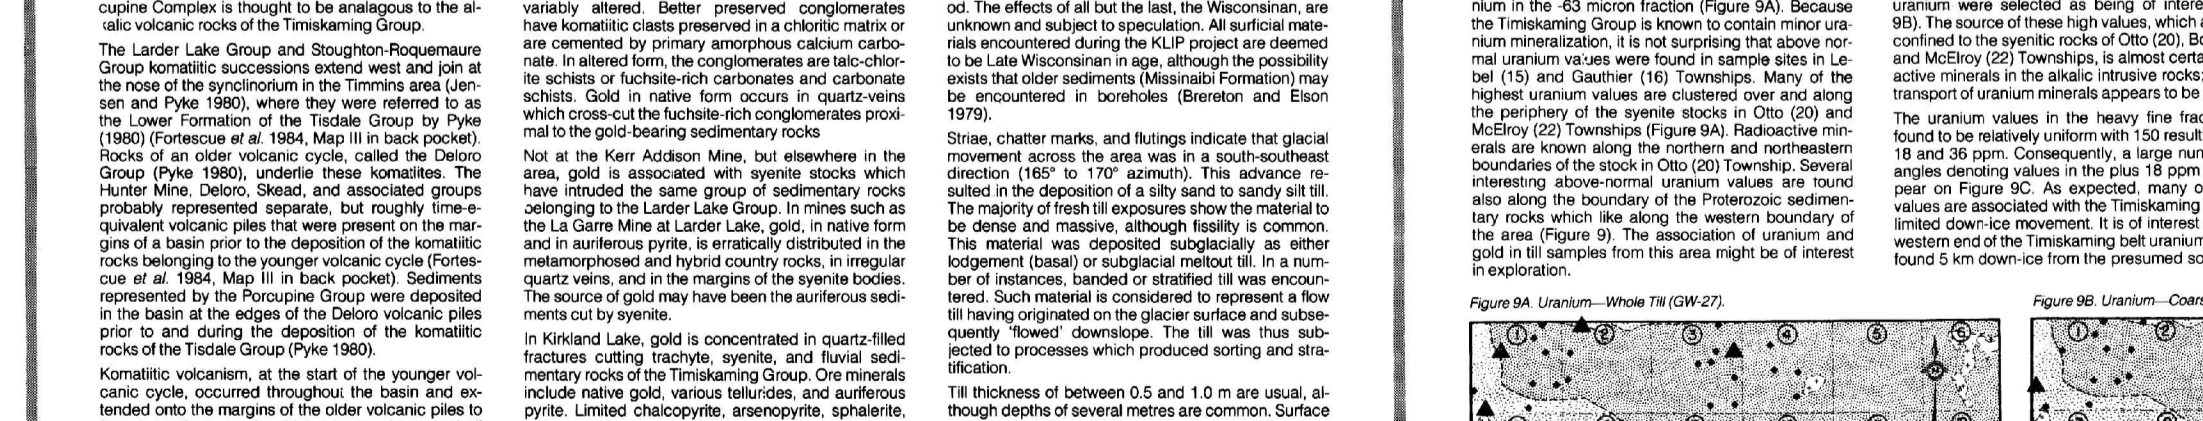 cupine Complex is thought to be analagous to the al-
calic volcanic rocks of the Timiskaming Group.
The Larder Lake Group and Stoughton-Roquemaure
Group komatiitic successions extend west and join at
the nose of the synclinorium in the Timmins area (Jen-
sen and Pyke 1980), where they were referred to as
the Lower Formation of the Tisdale Group by Pyke
(1980) (Fortescue et al. 1984, Map III in back pocket).
Rocks of an older volcanic cycle, called the Deloro
Group (Pyke 1980), underlie these komatiites. The
Hunter Mine, Deloro, Skead, and associated groups
probably represented separate, but roughly time-e-
quivalent volcanic piles that were present on the mar-
gins of a basin prior to the deposition of the komatiitic
rocks belonging to the younger volcanic cycle (Fortes-
cue et al. 1984, Map III in back pocket). Sediments
represented by the Porcupine Group were deposited
in the basin at the edges of the Deloro volcanic piles
prior to and during the deposition of the komatiitic
rocks of the Tisdale Group (Pyke 1980).
Komatiitic volcanism, at the start of the younger vol-
canic cycle, occurred throughout the basin and ex-
tended onto the margins of the older volcanic piles to
variably altered. Better preserved conglomerates
have komatiitic clasts preserved in a chloritic matrix or
are cemented by primary amorphous calcium carbo-
nate. In altered form, the conglomerates are talc-chlor-
ite schists or fuchsite-rich carbonates and carbonate
schists. Gold in native form occurs in quartz-veins
which cross-cut the fuchsite-rich conglomerates proxi-
mal to the gold-bearing sedimentary rocks
Not at the Kerr Addison Mine, but elsewhere in the
area, gold is associated with syenite stocks which
have intruded the same group of sedimentary rocks
belonging to the Larder Lake Group. In mines such as
the La Garre Mine at Larder Lake, gold, in native form
and in auriferous pyrite, is erratically distributed in the
metamorphosed and hybrid country rocks, in irregular
quartz veins, and in the margins of the syenite bodies.
The source of gold may have been the auriferous sedi-
ments cut by syenite.
In Kirkland Lake, gold is concentrated in quartz-filled
fractures cutting trachyte, syenite, and fluvial sedi-
mentary rocks of the Timiskaming Group. Ore minerals
include native gold, various tellurides, and auriferous
pyrite. Limited chalcopyrite, arsenopyrite, sphalerite,
od. The effects of all but the last, the Wisconsinan, are
unknown and subject to speculation. All surficial mate-
rials encountered during the KLIP project are deemed
to be Late Wisconsinan in age, although the possibility
exists that older sediments (Missinaibi Formation) may
be encountered in boreholes (Brereton and Elson
1979).
Striae, chatter marks, and flutings indicate that glacial
movement across the area was in a south-southeast
direction (165° to 170° azimuth). This advance re-
sulted in the deposition of a silty sand to sandy silt till.
The majority of fresh till exposures show the material to
be dense and massive, although fissility is common.
This material was deposited subglacially as either
lodgement (basal) or subglacial meltout till. In a num-
ber of instances, banded or stratified till was encoun-
tered. Such material is considered to represent a flow
till having originated on the glacier surface and subse-
quently 'flowed' downslope. The till was thus sub-
jected to processes which produced sorting and stra-
tification.
Till thickness of between 0.5 and 1.0 m are usual, al-
though depths of several metres are common. Surface
nium in the -63 micron fraction (Figure 9A). Because
the Timiskaming Group is known to contain minor ura-
nium mineralization, it is not surprising that above nor-
mal uranium values were found in sample sites in Le-
bel (15) and Gauthier (16) Townships. Many of the
highest uranium values are clustered over and along
the periphery of the syenite stocks in Otto (20) and
McElroy (22) Townships (Figure 9A). Radioactive min-
erals are known along the northern and northeastern
boundaries of the stock in Otto (20) Township. Several
interesting above-normal uranium values are found
also along the boundary of the Proterozoic sedimen-
tary rocks which like along the western boundary of
the area (Figure 9). The association of uranium and
gold in till samples from this area might be of interest
in exploration.
Figure 9A. Uranium—Whole Till (GW-27).
1 2 3 4 5 6
uranium were selected as being of intere
9B). The source of these high values, which a
confined to the syenitic rocks of Otto (20), Bo
and McElroy (22) Townships, is almost certa
active minerals in the alkalic intrusive rocks;
transport of uranium minerals appears to be
The uranium values in the heavy fine frac
found to be relatively uniform with 150 result
18 and 36 ppm. Consequently, a large num
angles denoting values in the plus 18 ppm
pear on Figure 9C. As expected, many o
values are associated with the Timiskaming
limited down-ice movement. It is of interest
western end of the Timiskaming belt uranium
found 5 km down-ice from the presumed so
Figure 9B. Uranium—Coars
1 2